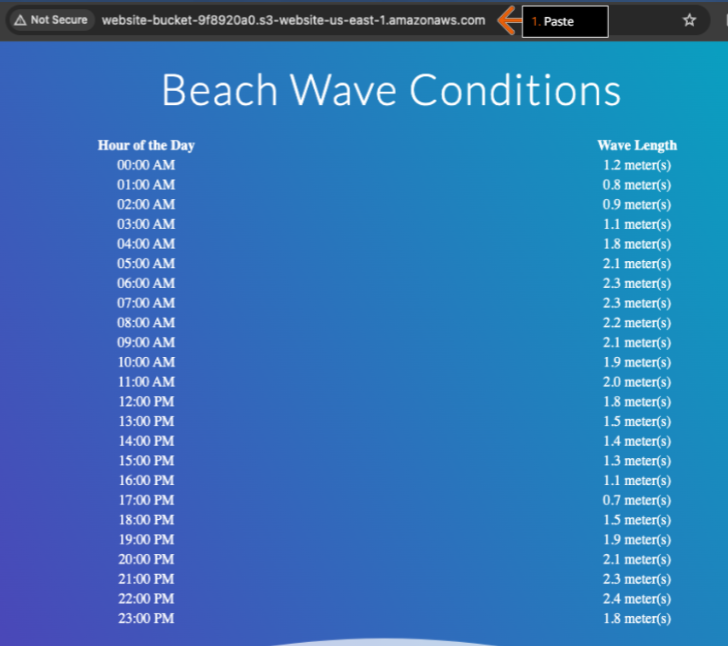 Not Secure website-bucket-9f8920a0.s3-website-us-east-1.amazonaws.com 1. Paste
Beach Wave Conditions
Hour of the Day Wave Length
00:00 AM 1.2 meter(s)
01:00 AM 0.8 meter(s)
02:00 AM 0.9 meter(s)
03:00 AM 1.1 meter(s)
04:00 AM 1.8 meter(s)
05:00 AM 2.1 meter(s)
06:00 AM 2.3 meter(s)
07:00 AM 2.3 meter(s)
08:00 AM 2.2 meter(s)
09:00 AM 2.1 meter(s)
10:00 AM 1.9 meter(s)
11:00 AM 2.0 meter(s)
12:00 PM 1.8 meter(s)
13:00 PM 1.5 meter(s)
14:00 PM 1.4 meter(s)
15:00 PM 1.3 meter(s)
16:00 PM 1.1 meter(s)
17:00 PM 0.7 meter(s)
18:00 PM 1.5 meter(s)
19:00 PM 1.9 meter(s)
20:00 PM 2.1 meter(s)
21:00 PM 2.3 meter(s)
22:00 PM 2.4 meter(s)
23:00 PM 1.8 meter(s)